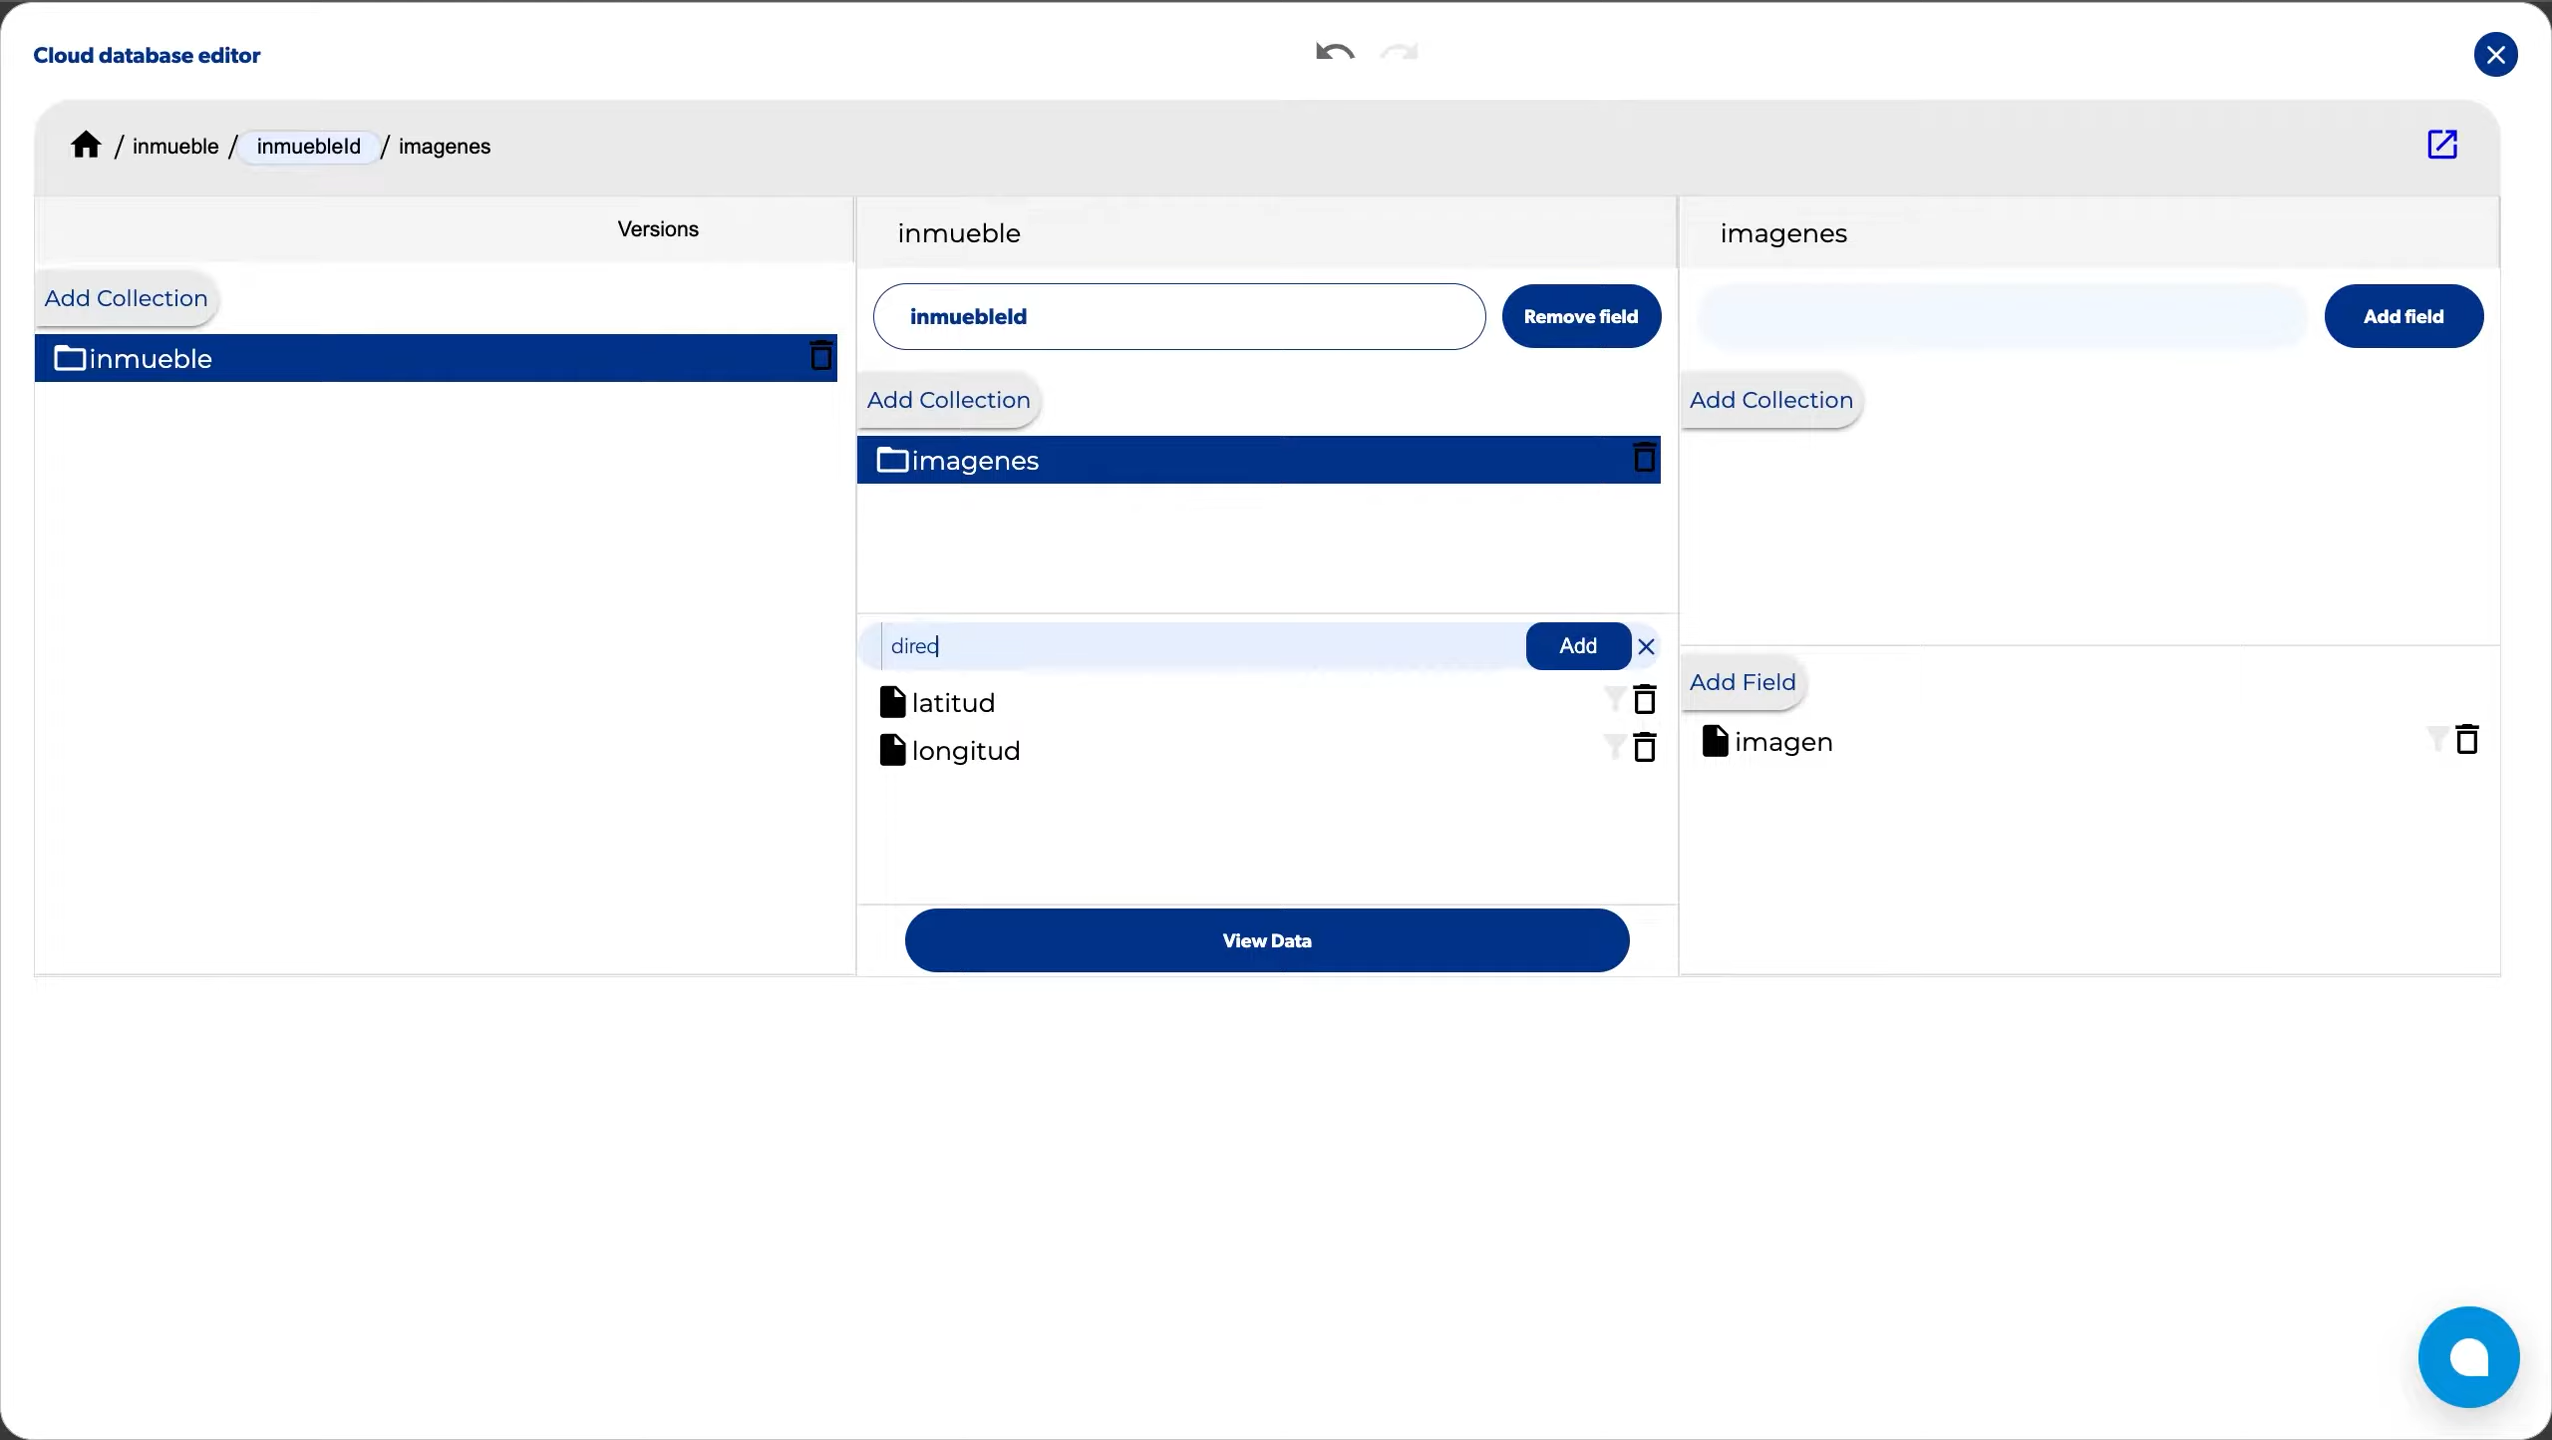 Cloud database editor
/ inmueble / inmuebleId / imagenes
Versions
Add Collection
inmueble
inmueble
inmuebleId
Remove field
Add Collection
imagenes
direc
Add
latitud
longitud
View Data
imagenes
Add field
Add Collection
Add Field
imagen